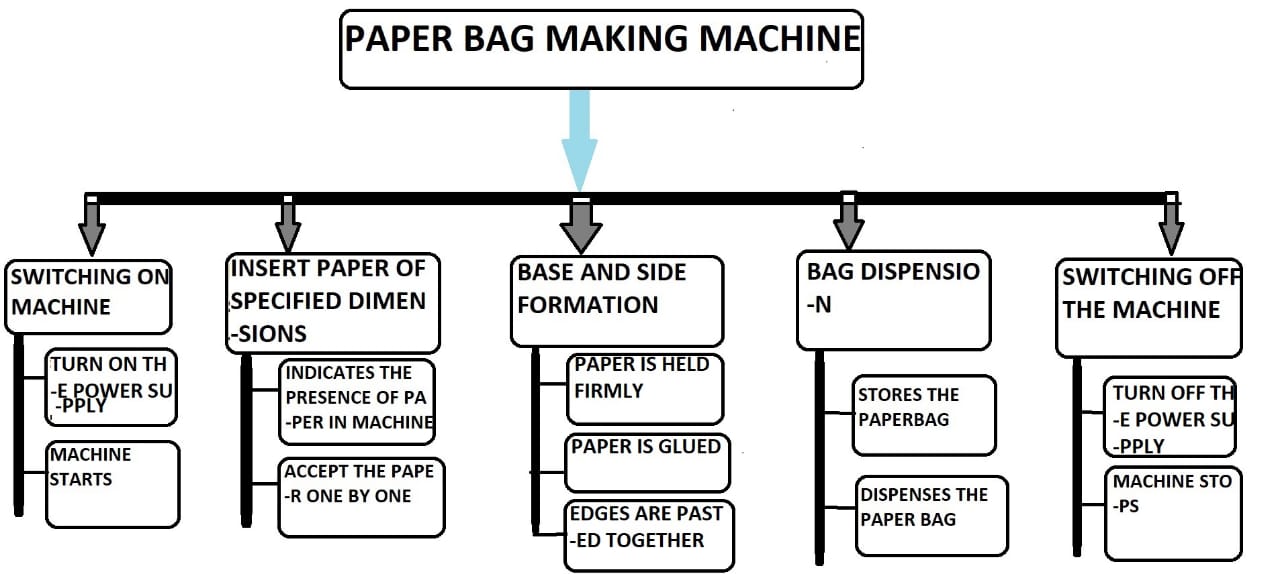 PAPER BAG MAKING MACHINE
SWITCHING ON
MACHINE
TURN ON TH
-E POWER SU
-PPLY
MACHINE
STARTS
INSERT PAPER OF
SPECIFIED DIMEN
-SIONS
INDICATES THE
PRESENCE OF PA
-PER IN MACHINE
ACCEPT THE PAPE
-R ONE BY ONE
BASE AND SIDE
FORMATION
PAPER IS HELD
FIRMLY
PAPER IS GLUED
EDGES ARE PAST
-ED TOGETHER
BAG DISPENSIO
-N
STORES THE
PAPERBAG
DISPENSES THE
PAPER BAG
SWITCHING OFF
THE MACHINE
TURN OFF TH
-E POWER SU
-PPLY
MACHINE STO
-PS